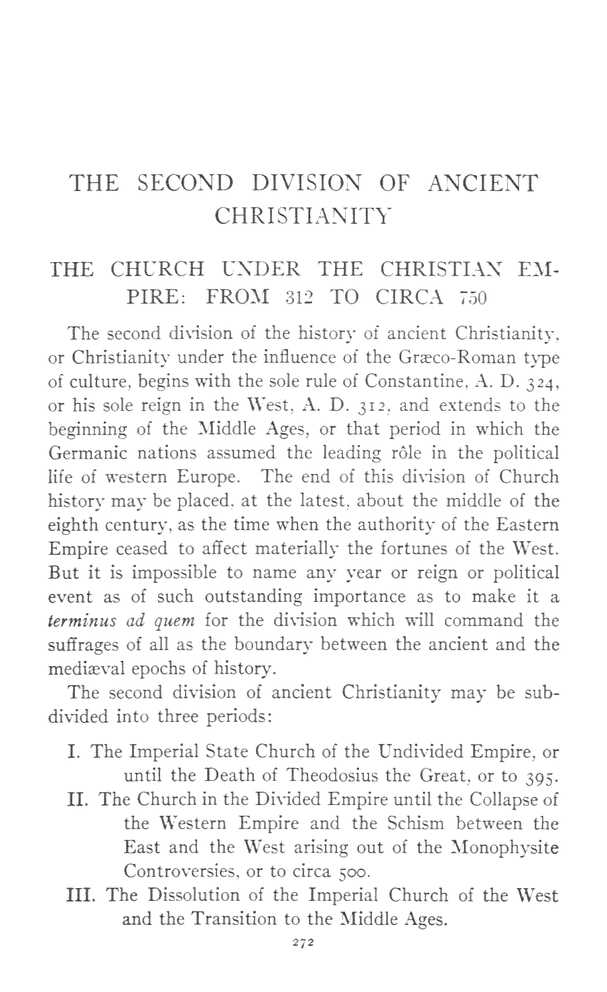 THE SECOND DIVISION OF ANCIENT
CHRISTIANITY
THE CHURCH UNDER THE CHRISTIAN EM-
PIRE: FROM 312 TO CIRCA 750
The second division of the history of ancient Christianity,
or Christianity under the influence of the Græco-Roman type
of culture, begins with the sole rule of Constantine, A. D. 324,
or his sole reign in the West, A. D. 312, and extends to the
beginning of the Middle Ages, or that period in which the
Germanic nations assumed the leading rôle in the political
life of western Europe. The end of this division of Church
history may be placed, at the latest, about the middle of the
eighth century, as the time when the authority of the Eastern
Empire ceased to affect materially the fortunes of the West.
But it is impossible to name any year or reign or political
event as of such outstanding importance as to make it a
terminus ad quem for the division which will command the
suffrages of all as the boundary between the ancient and the
mediæval epochs of history.
The second division of ancient Christianity may be sub-
divided into three periods:
I. The Imperial State Church of the Undivided Empire, or
until the Death of Theodosius the Great, or to 395.
II. The Church in the Divided Empire until the Collapse of
the Western Empire and the Schism between the
East and the West arising out of the Monophysite
Controversies, or to circa 500.
III. The Dissolution of the Imperial Church of the West
and the Transition to the Middle Ages.
272